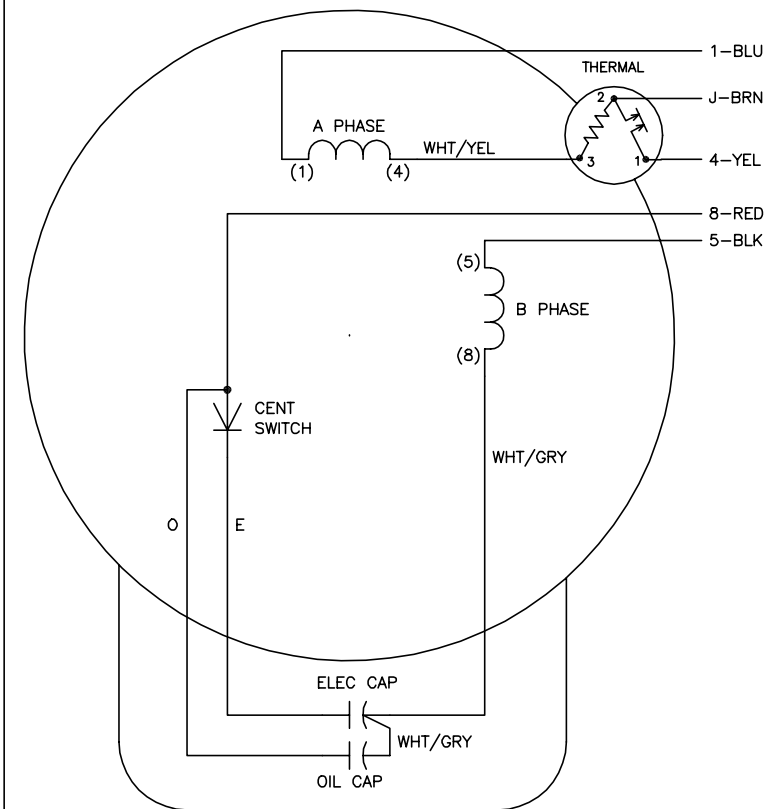 1-BLU
THERMAL
2
J-BRN
A PHASE
WHT/YEL
3
1
4-YEL
(1)
(4)
8-RED
5-BLK
(5)
B PHASE
(8)
CENT
SWITCH
WHT/GRY
O
E
ELEC CAP
WHT/GRY
OIL CAP